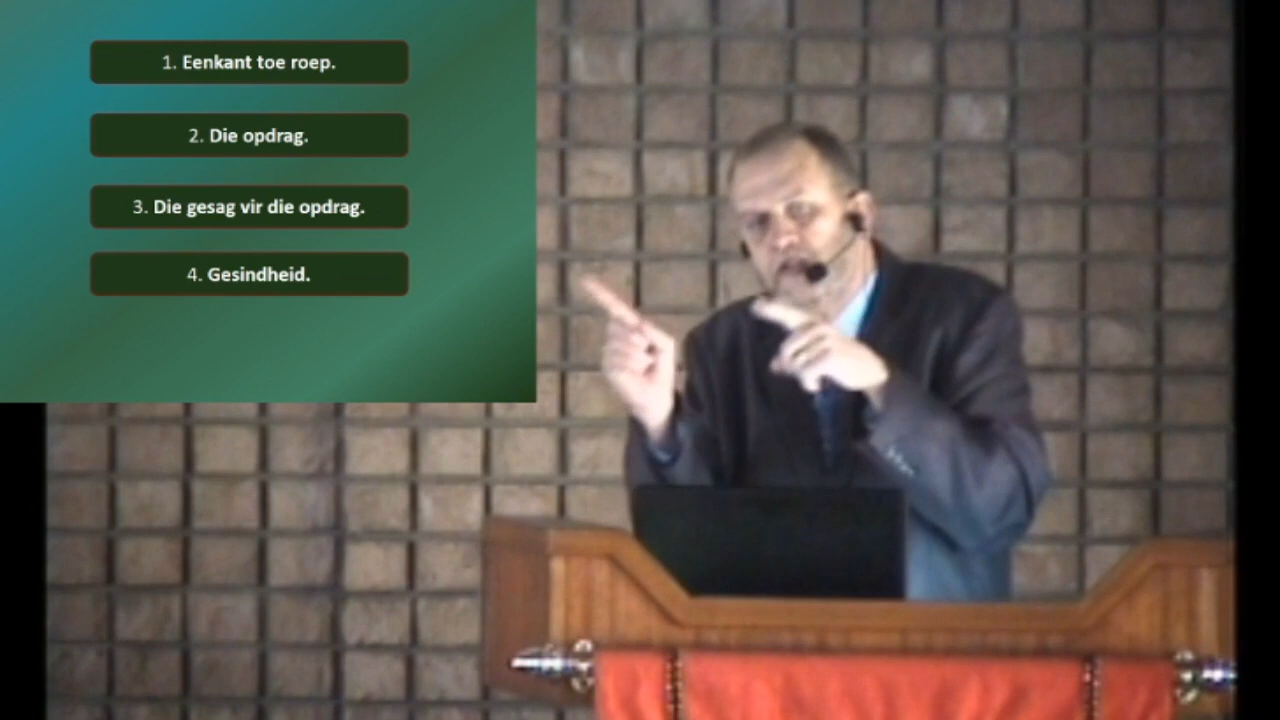 1. Eenkant toe roep.
2. Die opdrag.
3. Die gesag vir die opdrag.
4. Gesindheid.